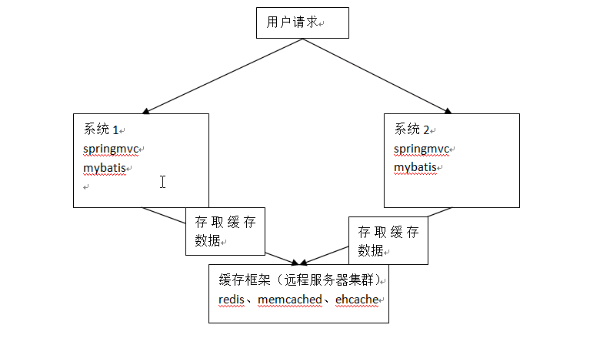 用户请求
系统1
springmvc
mybatis
系统2
springmvc
mybatis
存取缓存
数据
存取缓存
数据
缓存框架（远程服务器集群）
redis、memcached、ehcache